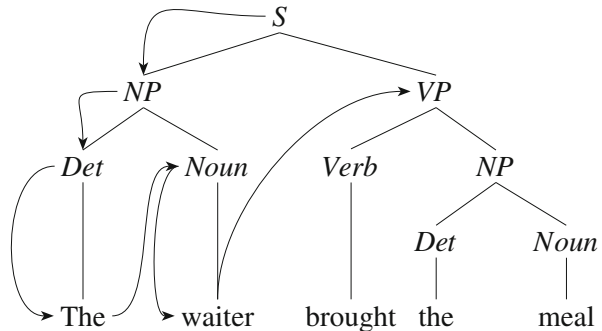 S
NP VP
Det Noun Verb NP
Det Noun
The waiter brought the meal